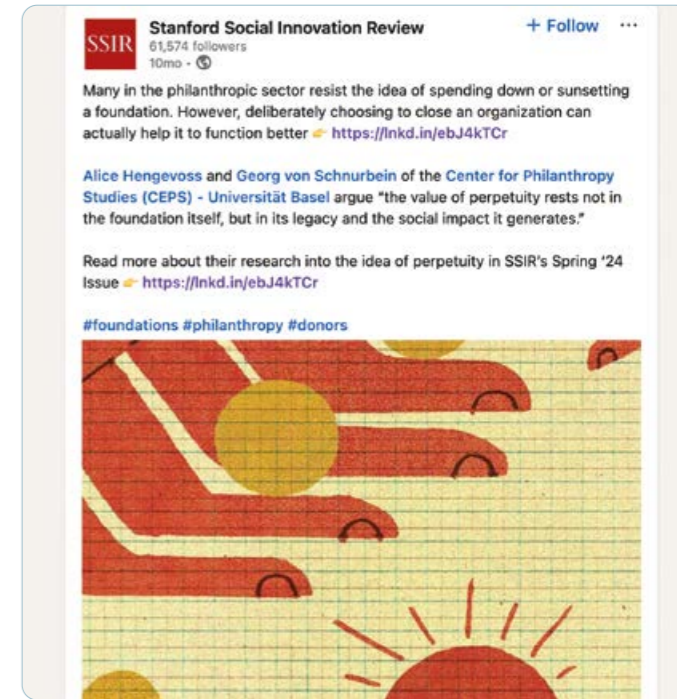 SSIR
Stanford Social Innovation Review
+ Follow
61,574 followers
10mo •
Many in the philanthropic sector resist the idea of spending down or sunsetting
a foundation. However, deliberately choosing to close an organization can
actually help it to function better 👉 https://lnkd.in/ebJ4kTCr
Alice Hengevoss and Georg von Schnurbein of the Center for Philanthropy
Studies (CEPS) - Universität Basel argue "the value of perpetuity rests not in
the foundation itself, but in its legacy and the social impact it generates."
Read more about their research into the idea of perpetuity in SSIR's Spring '24
Issue 👉 https://lnkd.in/ebJ4kTCr
#foundations #philanthropy #donors